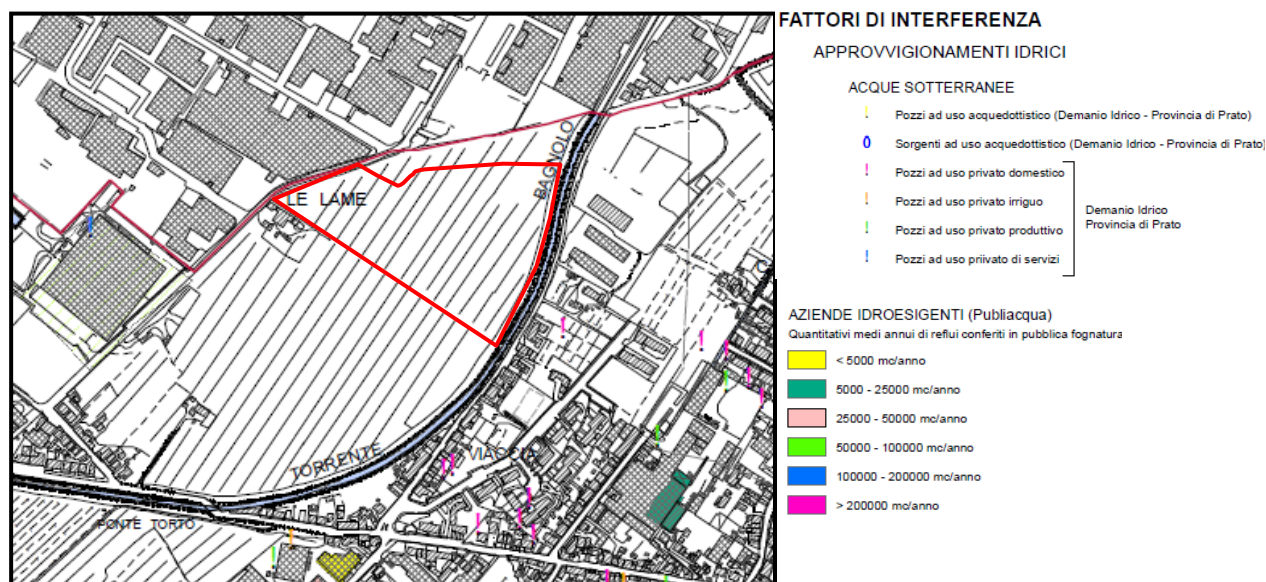 LE LAME
BAGNOLO
TORRENTE
VIACCIA
PONTE TORTO
FATTORI DI INTERFERENZA
APPROVVIGIONAMENTI IDRICI
ACQUE SOTTERRANEE
Pozzi ad uso acquedottistico (Demanio Idrico - Provincia di Prato)
Sorgenti ad uso acquedottistico (Demanio Idrico - Provincia di Prato)
Pozzi ad uso privato domestico
Pozzi ad uso privato irriguo
Pozzi ad uso privato produttivo
Pozzi ad uso priivato di servizi
Demanio Idrico
Provincia di Prato
AZIENDE IDROESIGENTI (Publiacqua)
Quantitativi medi annui di reflui conferiti in pubblica fognatura
< 5000 mc/anno
5000 - 25000 mc/anno
25000 - 50000 mc/anno
50000 - 100000 mc/anno
100000 - 200000 mc/anno
> 200000 mc/anno